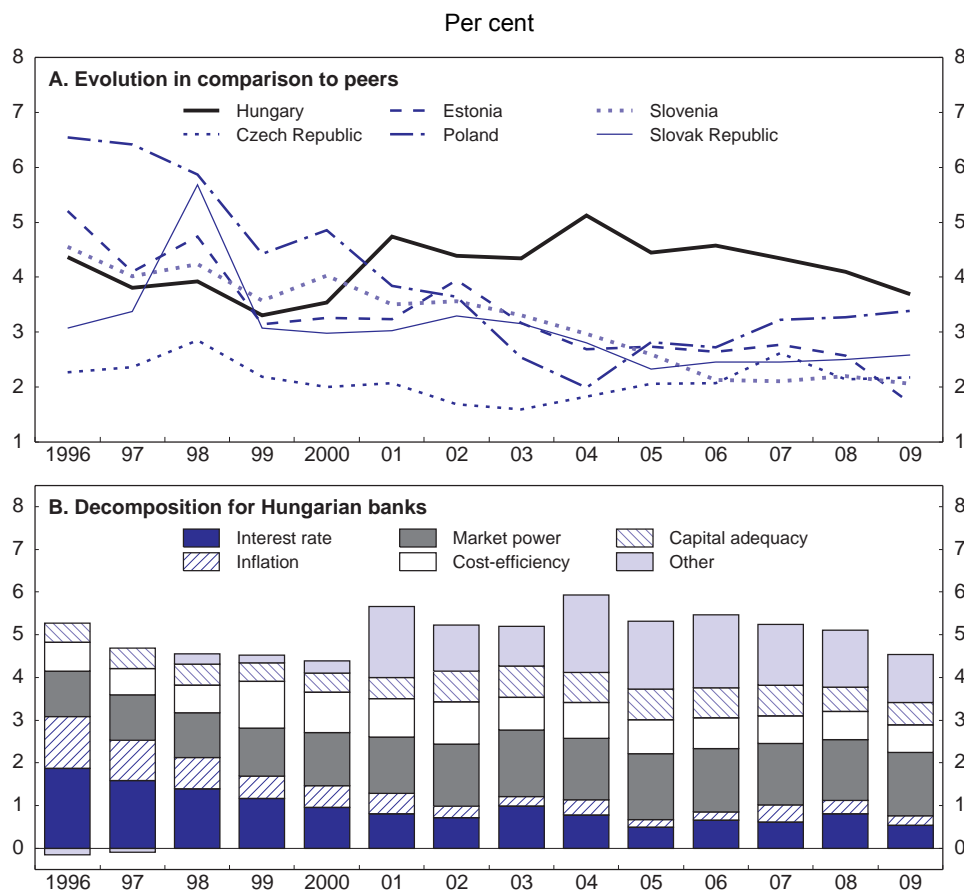 Per cent
8 8
A. Evolution in comparison to peers
7 7
Hungary Estonia Slovenia
Czech Republic Poland Slovak Republic
6 6
5 5
4 4
3 3
2 2
1 1
1996 97 98 99 2000 01 02 03 04 05 06 07 08 09
8 8
B. Decomposition for Hungarian banks
Interest rate Market power Capital adequacy
7 7
Inflation Cost-efficiency Other
6 6
5 5
4 4
3 3
2 2
1 1
0 0
1996 97 98 99 2000 01 02 03 04 05 06 07 08 09